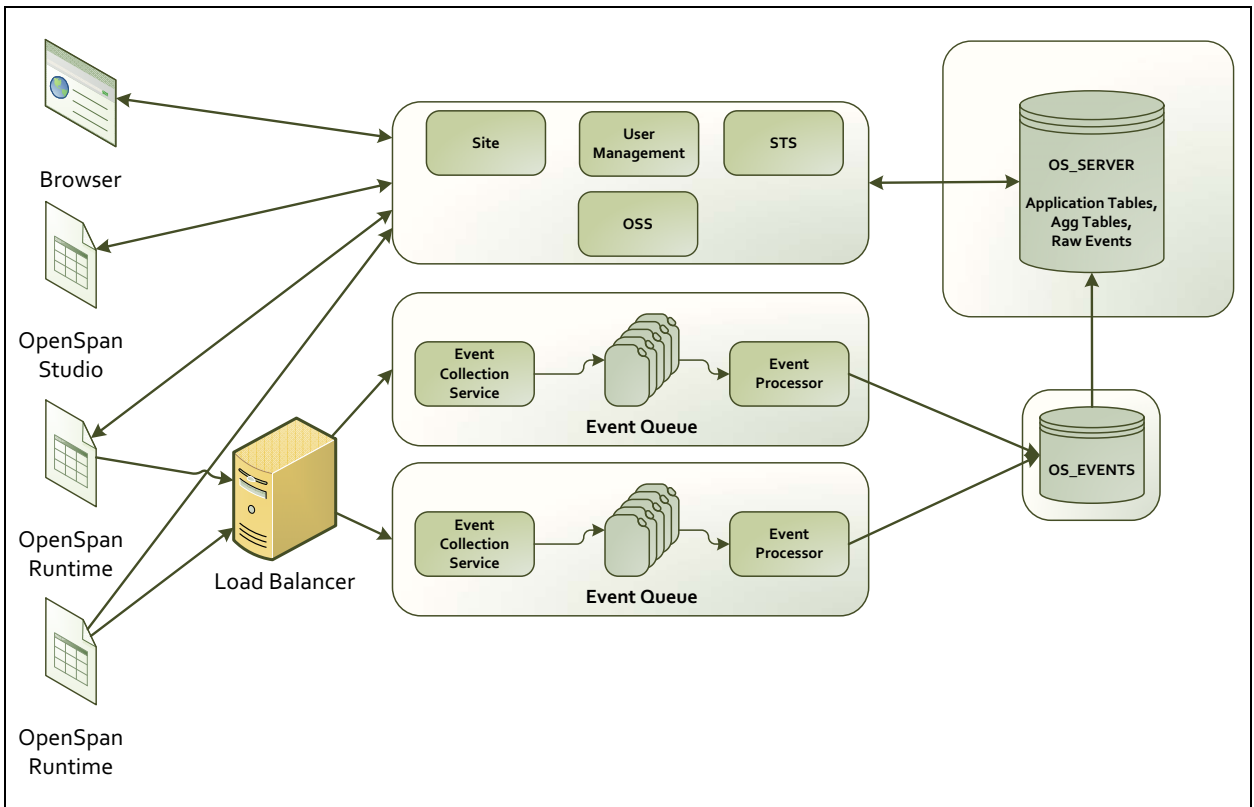 Browser
OpenSpan
Studio
OpenSpan
Runtime
OpenSpan
Runtime
Load Balancer
Site
User
Management
STS
OSS
Event
Collection
Service
Event Queue
Event
Processor
Event
Collection
Service
Event Queue
Event
Processor
OS_SERVER
Application Tables,
Agg Tables,
Raw Events
OS_EVENTS